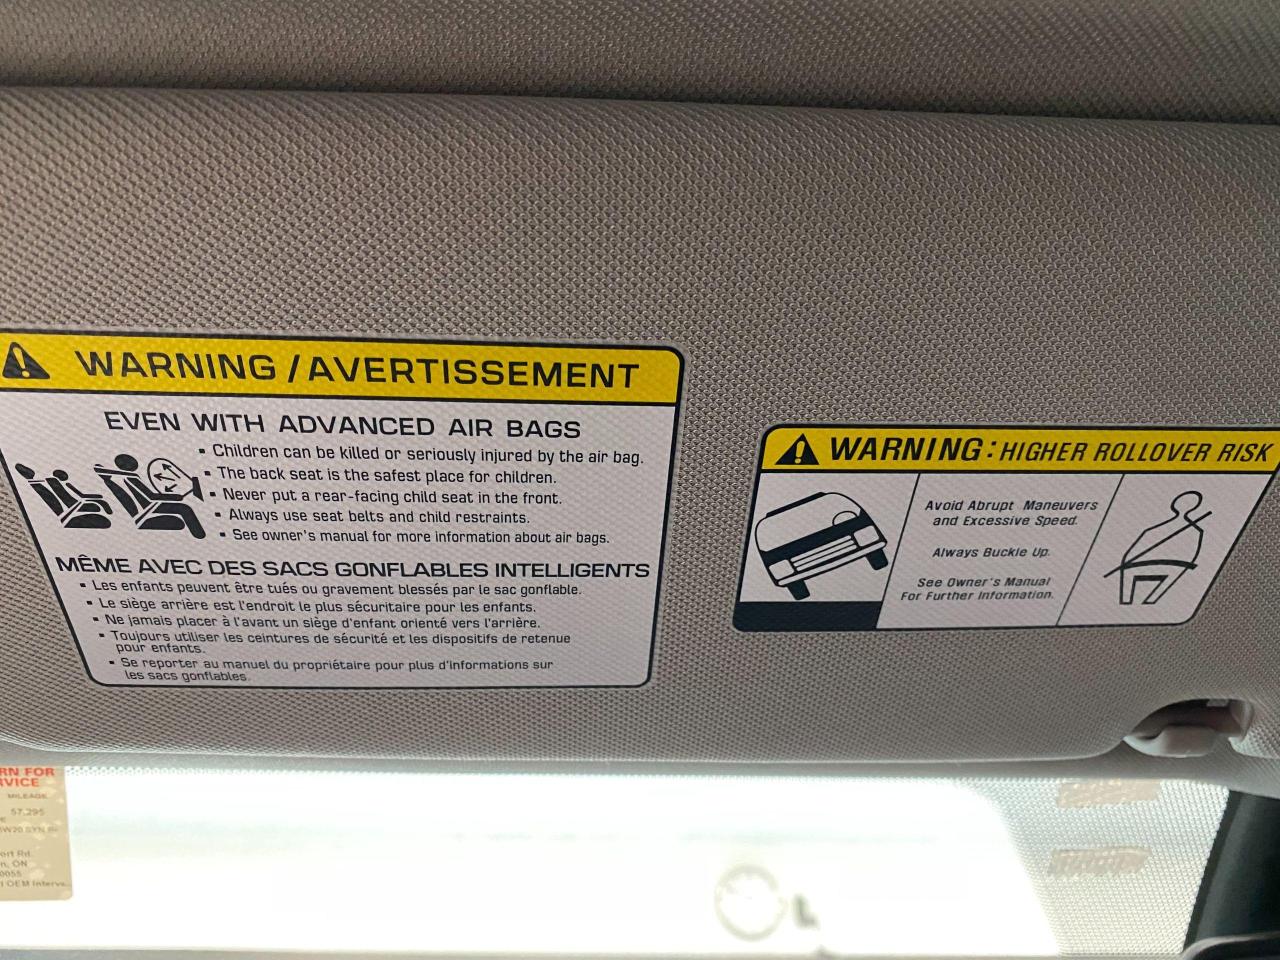 WARNING / AVERTISSEMENT
EVEN WITH ADVANCED AIR BAGS
▪ Children can be killed or seriously injured by the air bag.
▪ The back seat is the safest place for children.
▪ Never put a rear-facing child seat in the front.
▪ Always use seat belts and child restraints.
▪ See owner's manual for more information about air bags.
MÊME AVEC DES SACS GONFLABLES INTELLIGENTS
▪ Les enfants peuvent être tués ou gravement blessés par le sac gonflable.
▪ Le siège arrière est l'endroit le plus sécuritaire pour les enfants.
▪ Ne jamais placer à l'avant un siège d'enfant orienté vers l'arrière.
▪ Toujours utiliser les ceintures de sécurité et les dispositifs de retenue
pour enfants.
▪ Se reporter au manuel du propriétaire pour plus d'informations sur
les sacs gonflables.
WARNING: HIGHER ROLLOVER RISK
Avoid Abrupt Maneuvers
and Excessive Speed.
Always Buckle Up.
See Owner's Manual
For Further Information.
RN FOR
RVICE
MILEAGE
57,295
5W20 SYN
ort Rd.
n, ON
0055
OEM